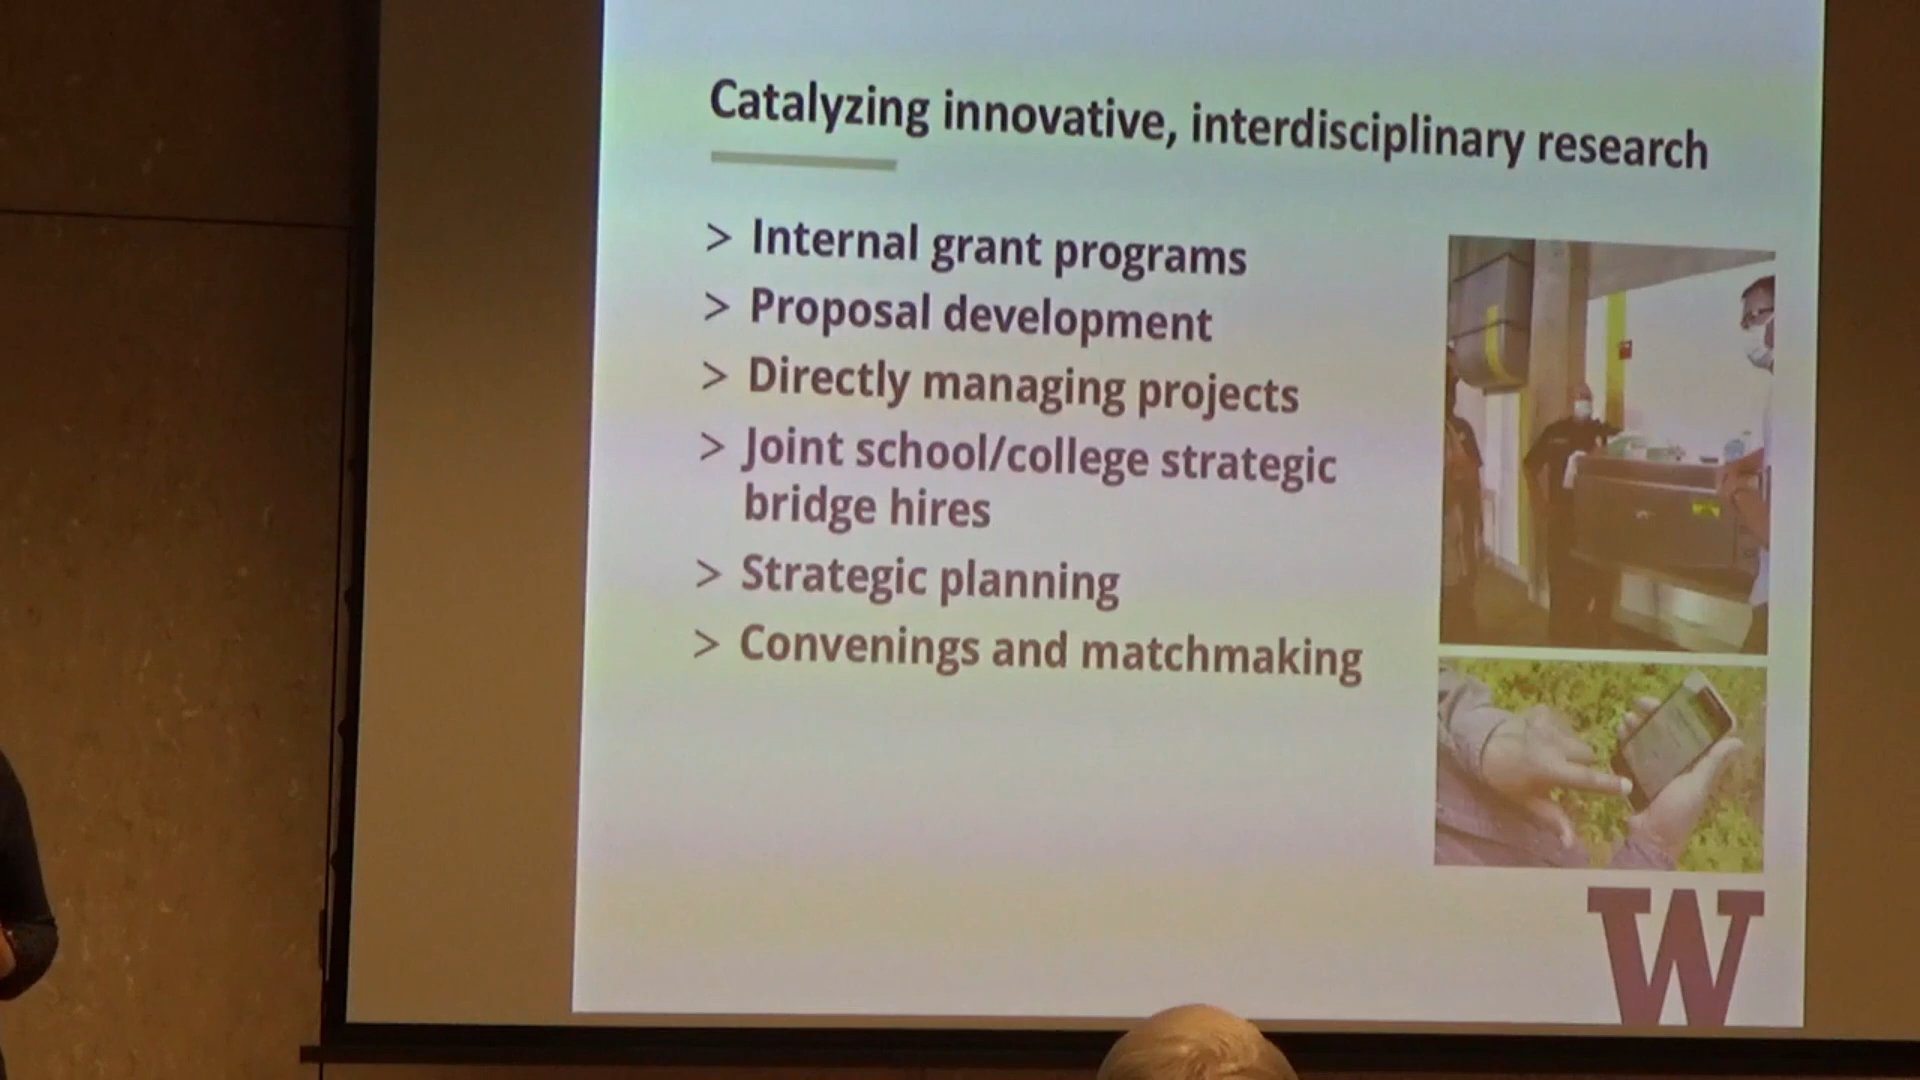 Catalyzing innovative, interdisciplinary research
> Internal grant programs
> Proposal development
> Directly managing projects
> Joint school/college strategic
bridge hires
> Strategic planning
> Convenings and matchmaking
W